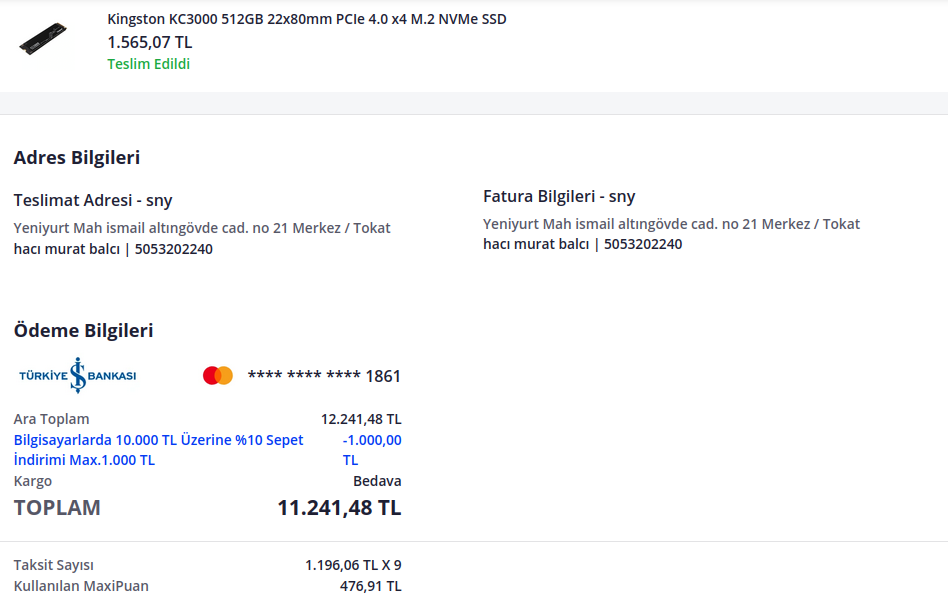 Kingston KC3000 512GB 22x80mm PCIe 4.0 x4 M.2 NVMe SSD
1.565,07 TL
Teslim Edildi
Adres Bilgileri
Teslimat Adresi - sny
Yeniyurt Mah ismail altıngövde cad. no 21 Merkez / Tokat
hacı murat balcı | 5053202240
Fatura Bilgileri - sny
Yeniyurt Mah ismail altıngövde cad. no 21 Merkez / Tokat
hacı murat balcı | 5053202240
Ödeme Bilgileri
TÜRKİYE İŞ BANKASI
**** **** **** 1861
Ara Toplam 12.241,48 TL
Bilgisayarlarda 10.000 TL Üzerine %10 Sepet -1.000,00
İndirimi Max.1.000 TL TL
Kargo Bedava
TOPLAM 11.241,48 TL
Taksit Sayısı 1.196,06 TL X 9
Kullanılan MaxiPuan 476,91 TL